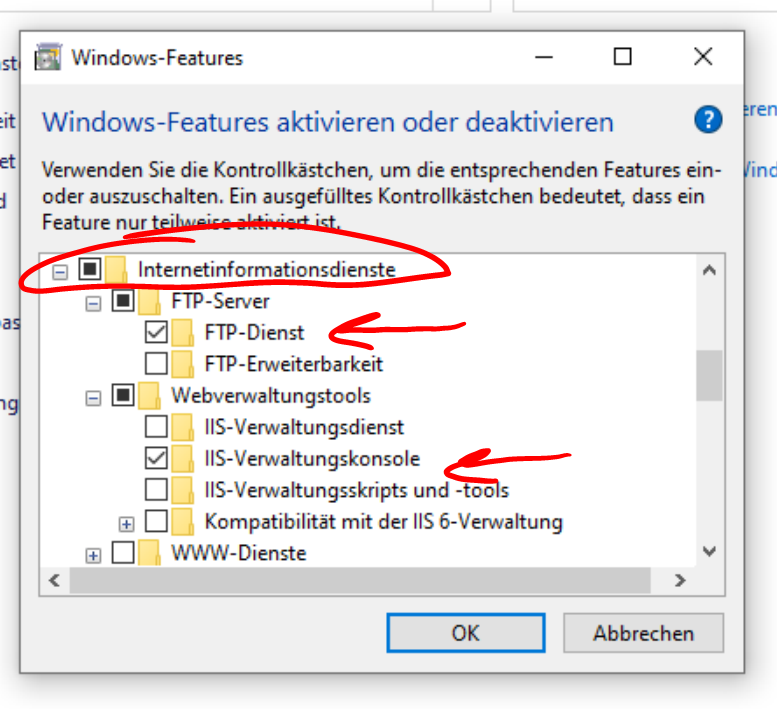 Windows-Features
Windows-Features aktivieren oder deaktivieren
Verwenden Sie die Kontrollkästchen, um die entsprechenden Features ein-
oder auszuschalten. Ein ausgefülltes Kontrollkästchen bedeutet, dass ein
Feature nur teilweise aktiviert ist.
Internetinformationsdienste
FTP-Server
FTP-Dienst
FTP-Erweiterbarkeit
Webverwaltungstools
IIS-Verwaltungsdienst
IIS-Verwaltungskonsole
IIS-Verwaltungsskripts und -tools
Kompatibilität mit der IIS 6-Verwaltung
WWW-Dienste
OK
Abbrechen